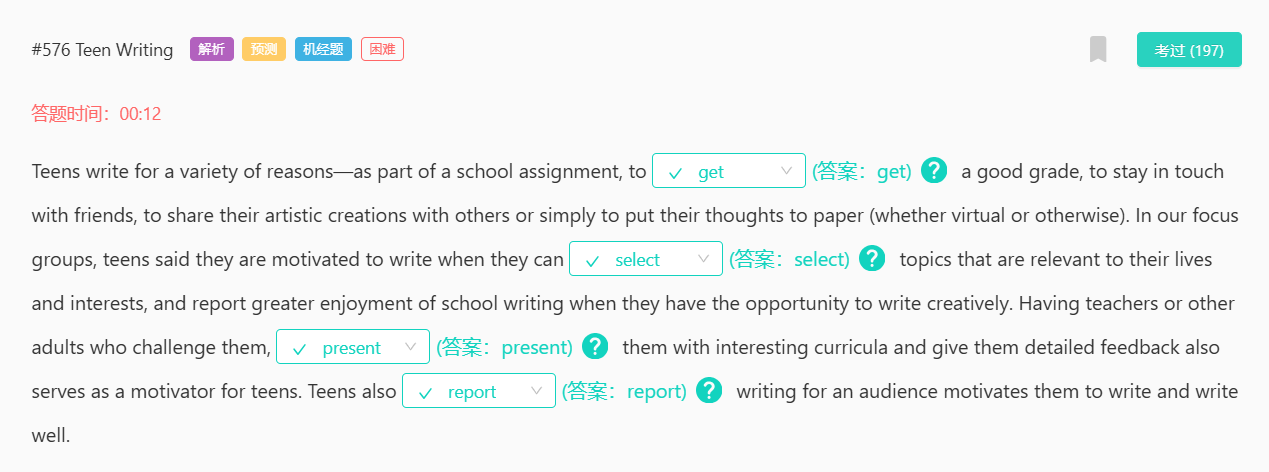 #576 Teen Writing 解析 预测 机经题 困难 考过 (197)
答题时间：00:12
Teens write for a variety of reasons—as part of a school assignment, to get (答案：get) ? a good grade, to stay in touch
with friends, to share their artistic creations with others or simply to put their thoughts to paper (whether virtual or otherwise). In our focus
groups, teens said they are motivated to write when they can select (答案：select) ? topics that are relevant to their lives
and interests, and report greater enjoyment of school writing when they have the opportunity to write creatively. Having teachers or other
adults who challenge them, present (答案：present) ? them with interesting curricula and give them detailed feedback also
serves as a motivator for teens. Teens also report (答案：report) ? writing for an audience motivates them to write and write
well.